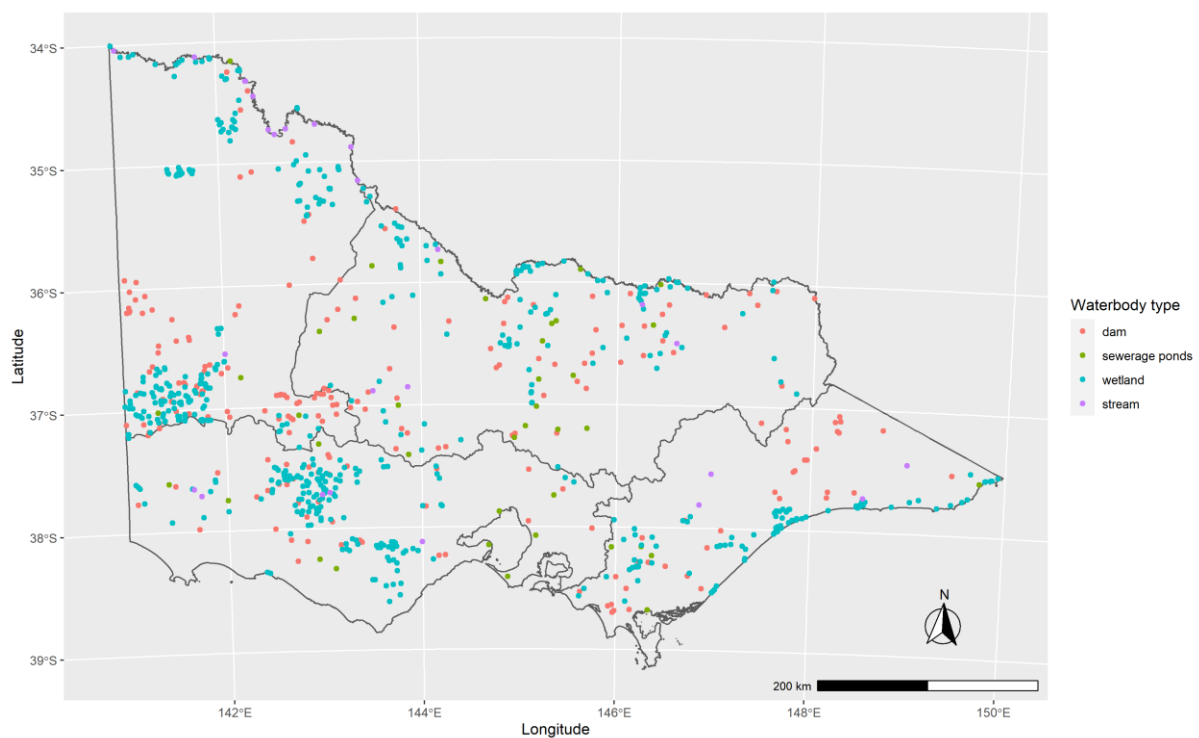 34°S
35°S
36°S
37°S
38°S
39°S
Latitude
142°E
144°E
146°E
148°E
150°E
Longitude
N
200 km
Waterbody type
dam
sewerage ponds
wetland
stream